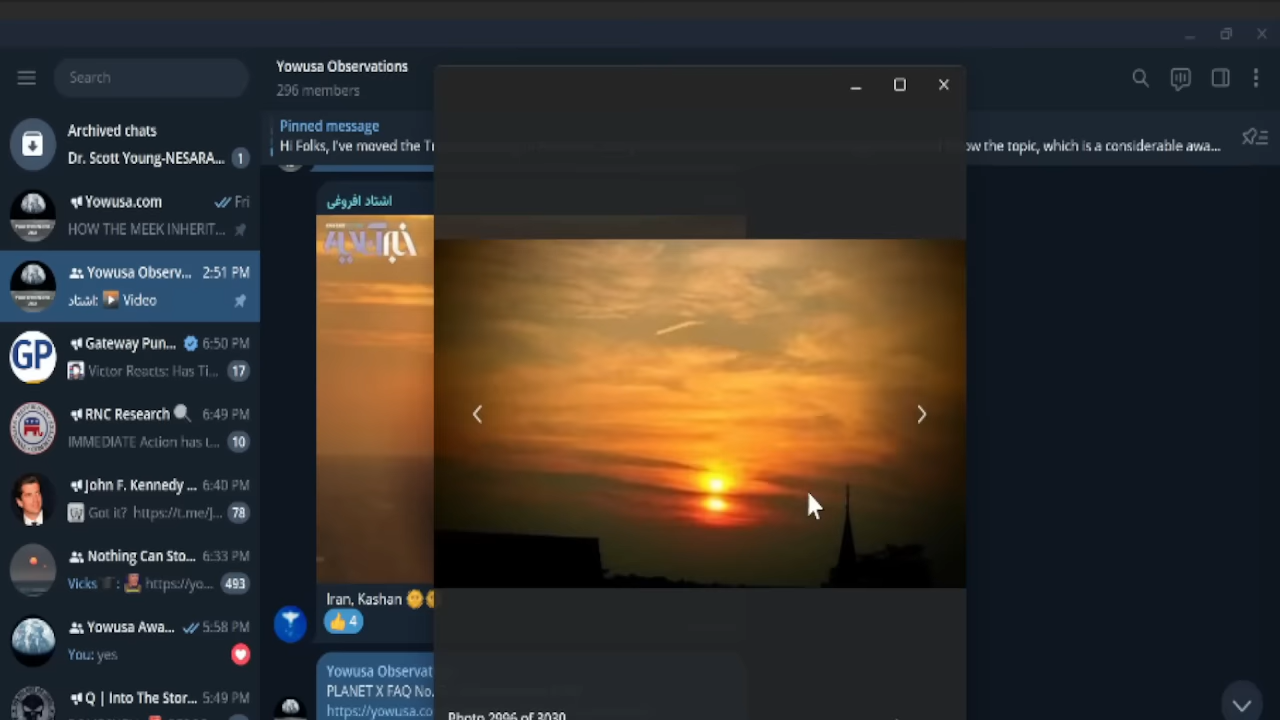 Search
Archived chats
Dr. Scott Young-NESARA...
1
Yowusa.com
Fri
HOW THE MEEK INHERIT...
Yowusa Observ...
2:51 PM
استاد: Video
GP
Gateway Pun...
6:50 PM
Victor Reacts: Has Ti...
17
RNC Research
6:49 PM
IMMEDIATE Action has t...
10
John F. Kennedy ...
6:40 PM
Got it? https://t.me/J...
78
Nothing Can Sto...
6:33 PM
Vicks : https://yo...
493
Yowusa Awa...
5:58 PM
You: yes
Q | Into The Stor...
5:49 PM
Yowusa Observations
296 members
Pinned message
Hi Folks, I've moved the Tr
ow the topic, which is a considerable awa...
استاد افروغی
Iran, Kashan
4
Yowusa Observat
PLANET X FAQ No.
https://yowusa.co
Photo 2996 of 3030